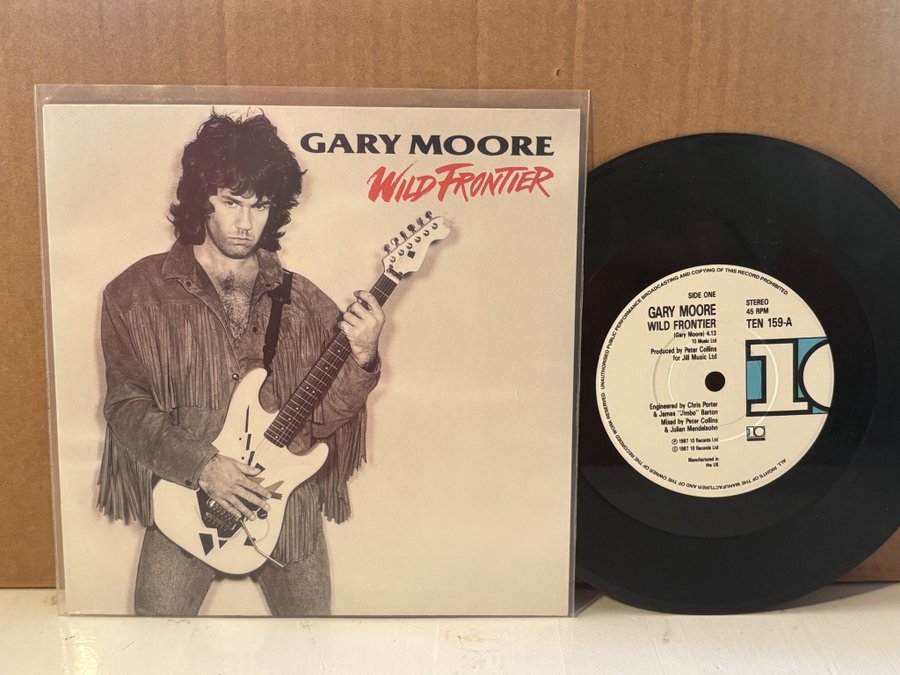 GARY MOORE
WILD FRONTIER
SIDE ONE
STEREO
45 RPM
GARY MOORE
WILD FRONTIER
TEN 159-A
(Gary Moore) 4.13
10 Music Ltd
Produced by Peter Collins
for Jill Music Ltd
10
Engineered by Chris Porter
& James "Jimbo" Barton
Mixed by Peter Collins
& Julian Mendelsohn
10
℗ 1987 10 Records Ltd
© 1987 10 Records Ltd
Manufactured in
the UK
ALL RIGHTS OF THE MANUFACTURER AND OF THE OWNER OF THE RECORDED WORK RESERVED. UNAUTHORISED PUBLIC PERFORMANCE BROADCASTING AND COPYING OF THIS RECORD PROHIBITED.